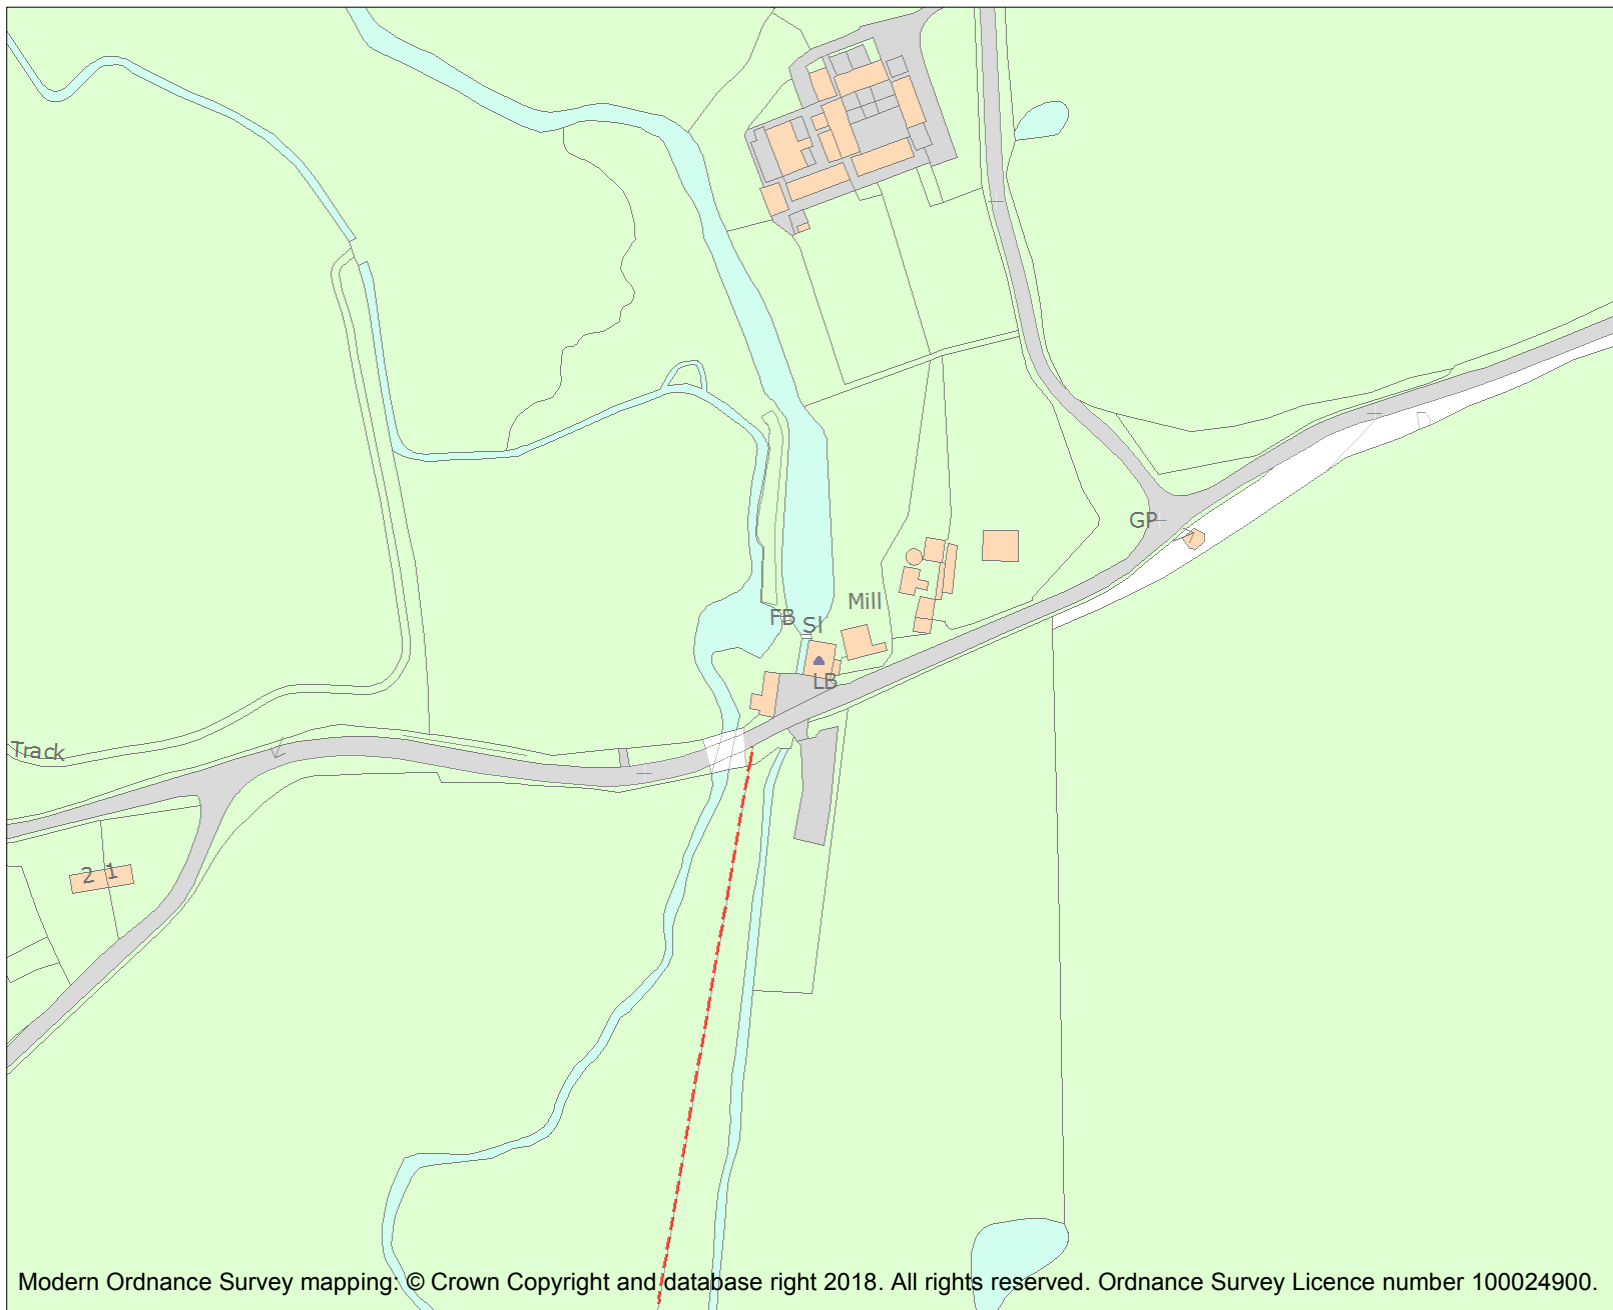 GP
Mill
FB
Sl
LB
Track
2 1
Modern Ordnance Survey mapping: © Crown Copyright and database right 2018. All rights reserved. Ordnance Survey Licence number 100024900.